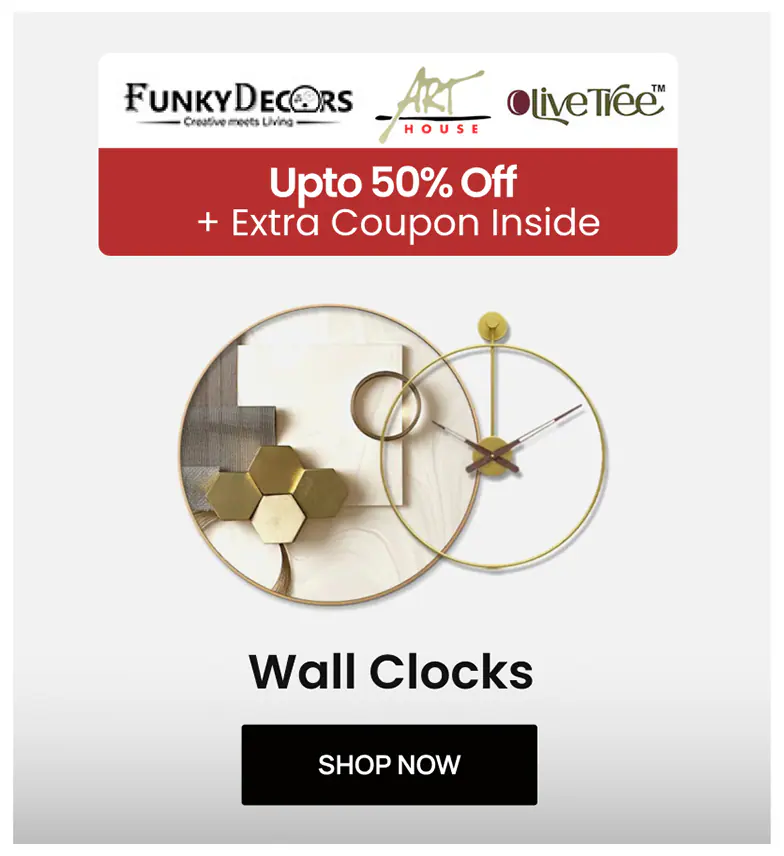 FUNKYDECORS
Creative meets Living
ART
HOUSE
OLiveTree™
Upto 50% Off
+ Extra Coupon Inside
Wall Clocks
SHOP NOW